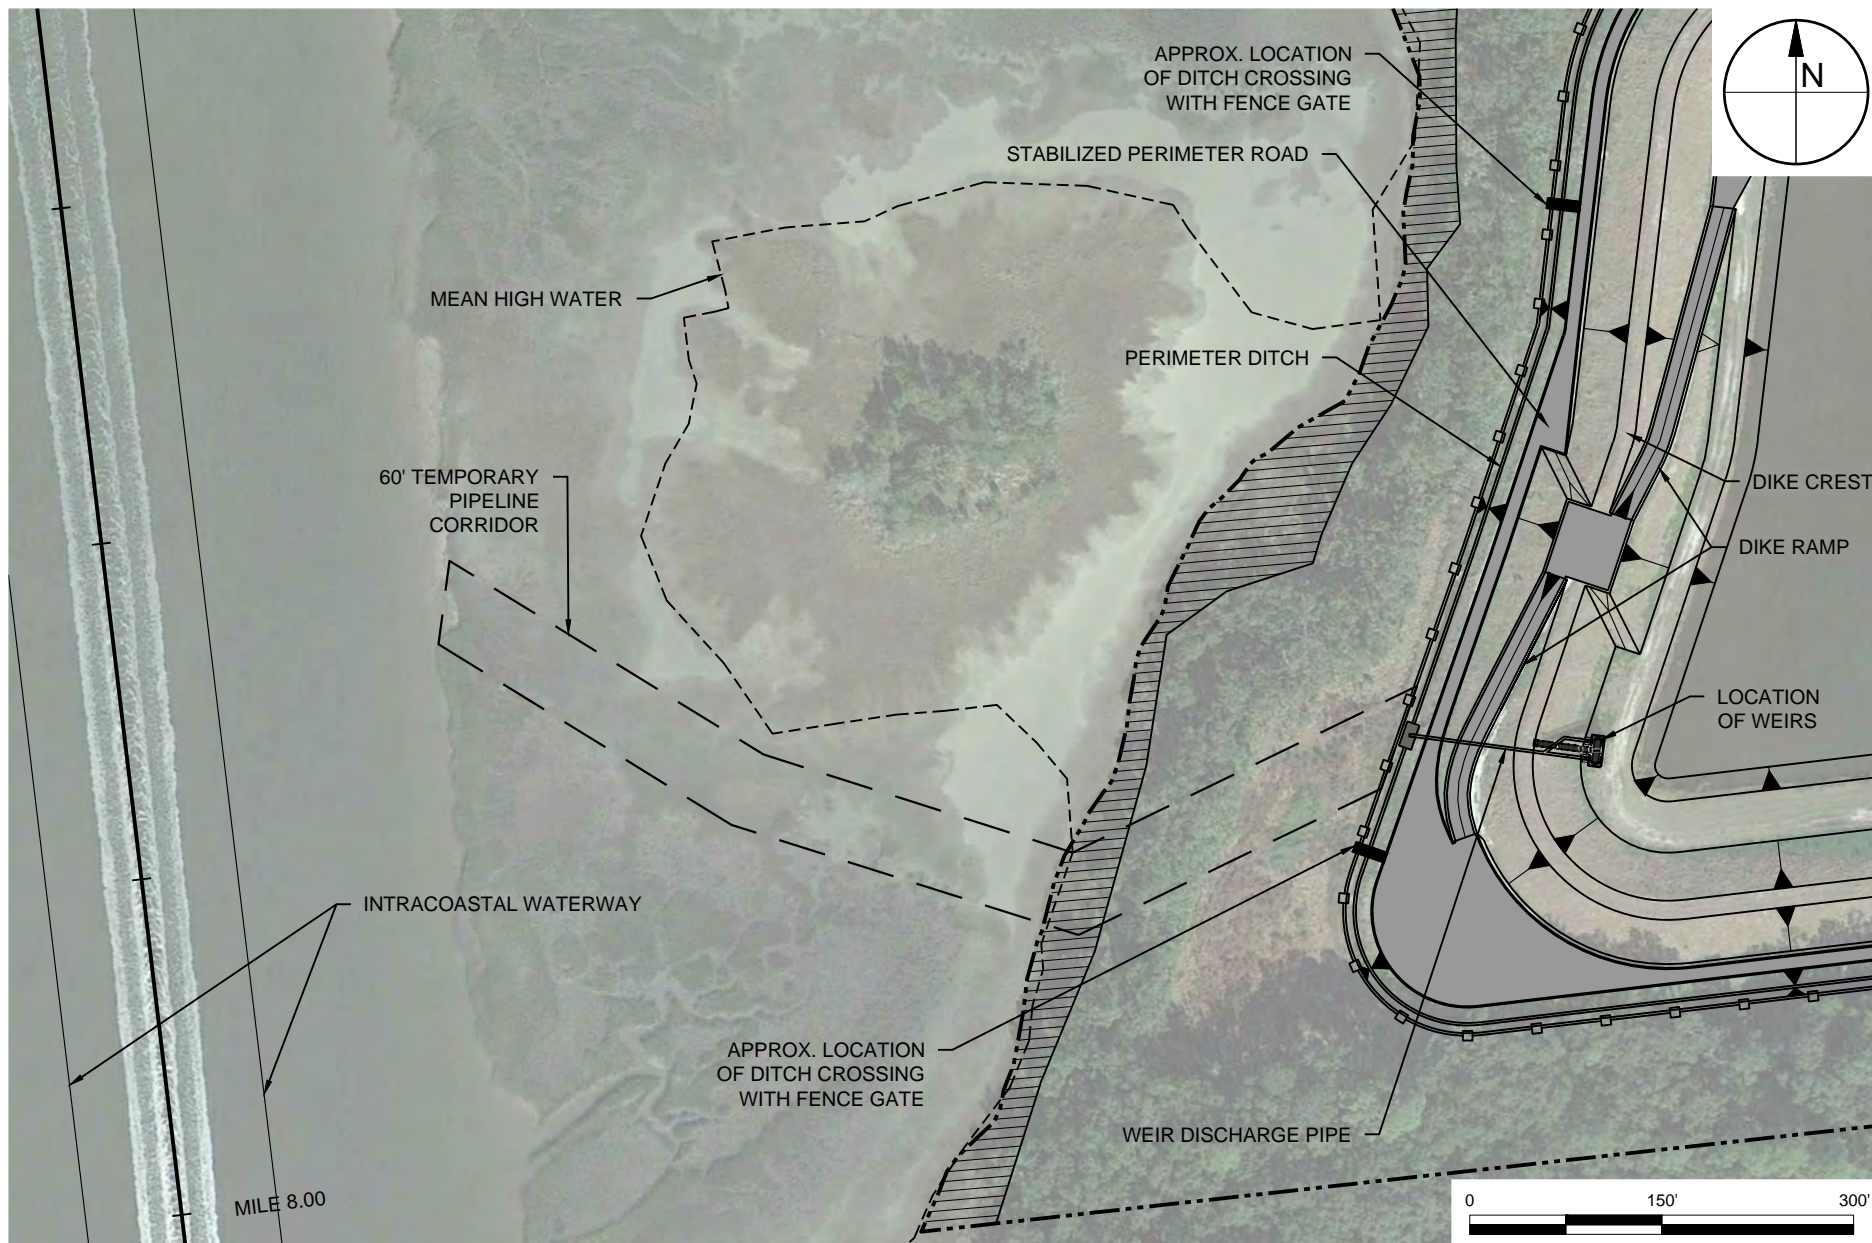 APPROX. LOCATION
OF DITCH CROSSING
WITH FENCE GATE
N
STABILIZED PERIMETER ROAD
MEAN HIGH WATER
PERIMETER DITCH
60' TEMPORARY
PIPELINE
CORRIDOR
DIKE CREST
DIKE RAMP
LOCATION
OF WEIRS
INTRACOASTAL WATERWAY
APPROX. LOCATION
OF DITCH CROSSING
WITH FENCE GATE
WEIR DISCHARGE PIPE
MILE 8.00
0 150' 300'